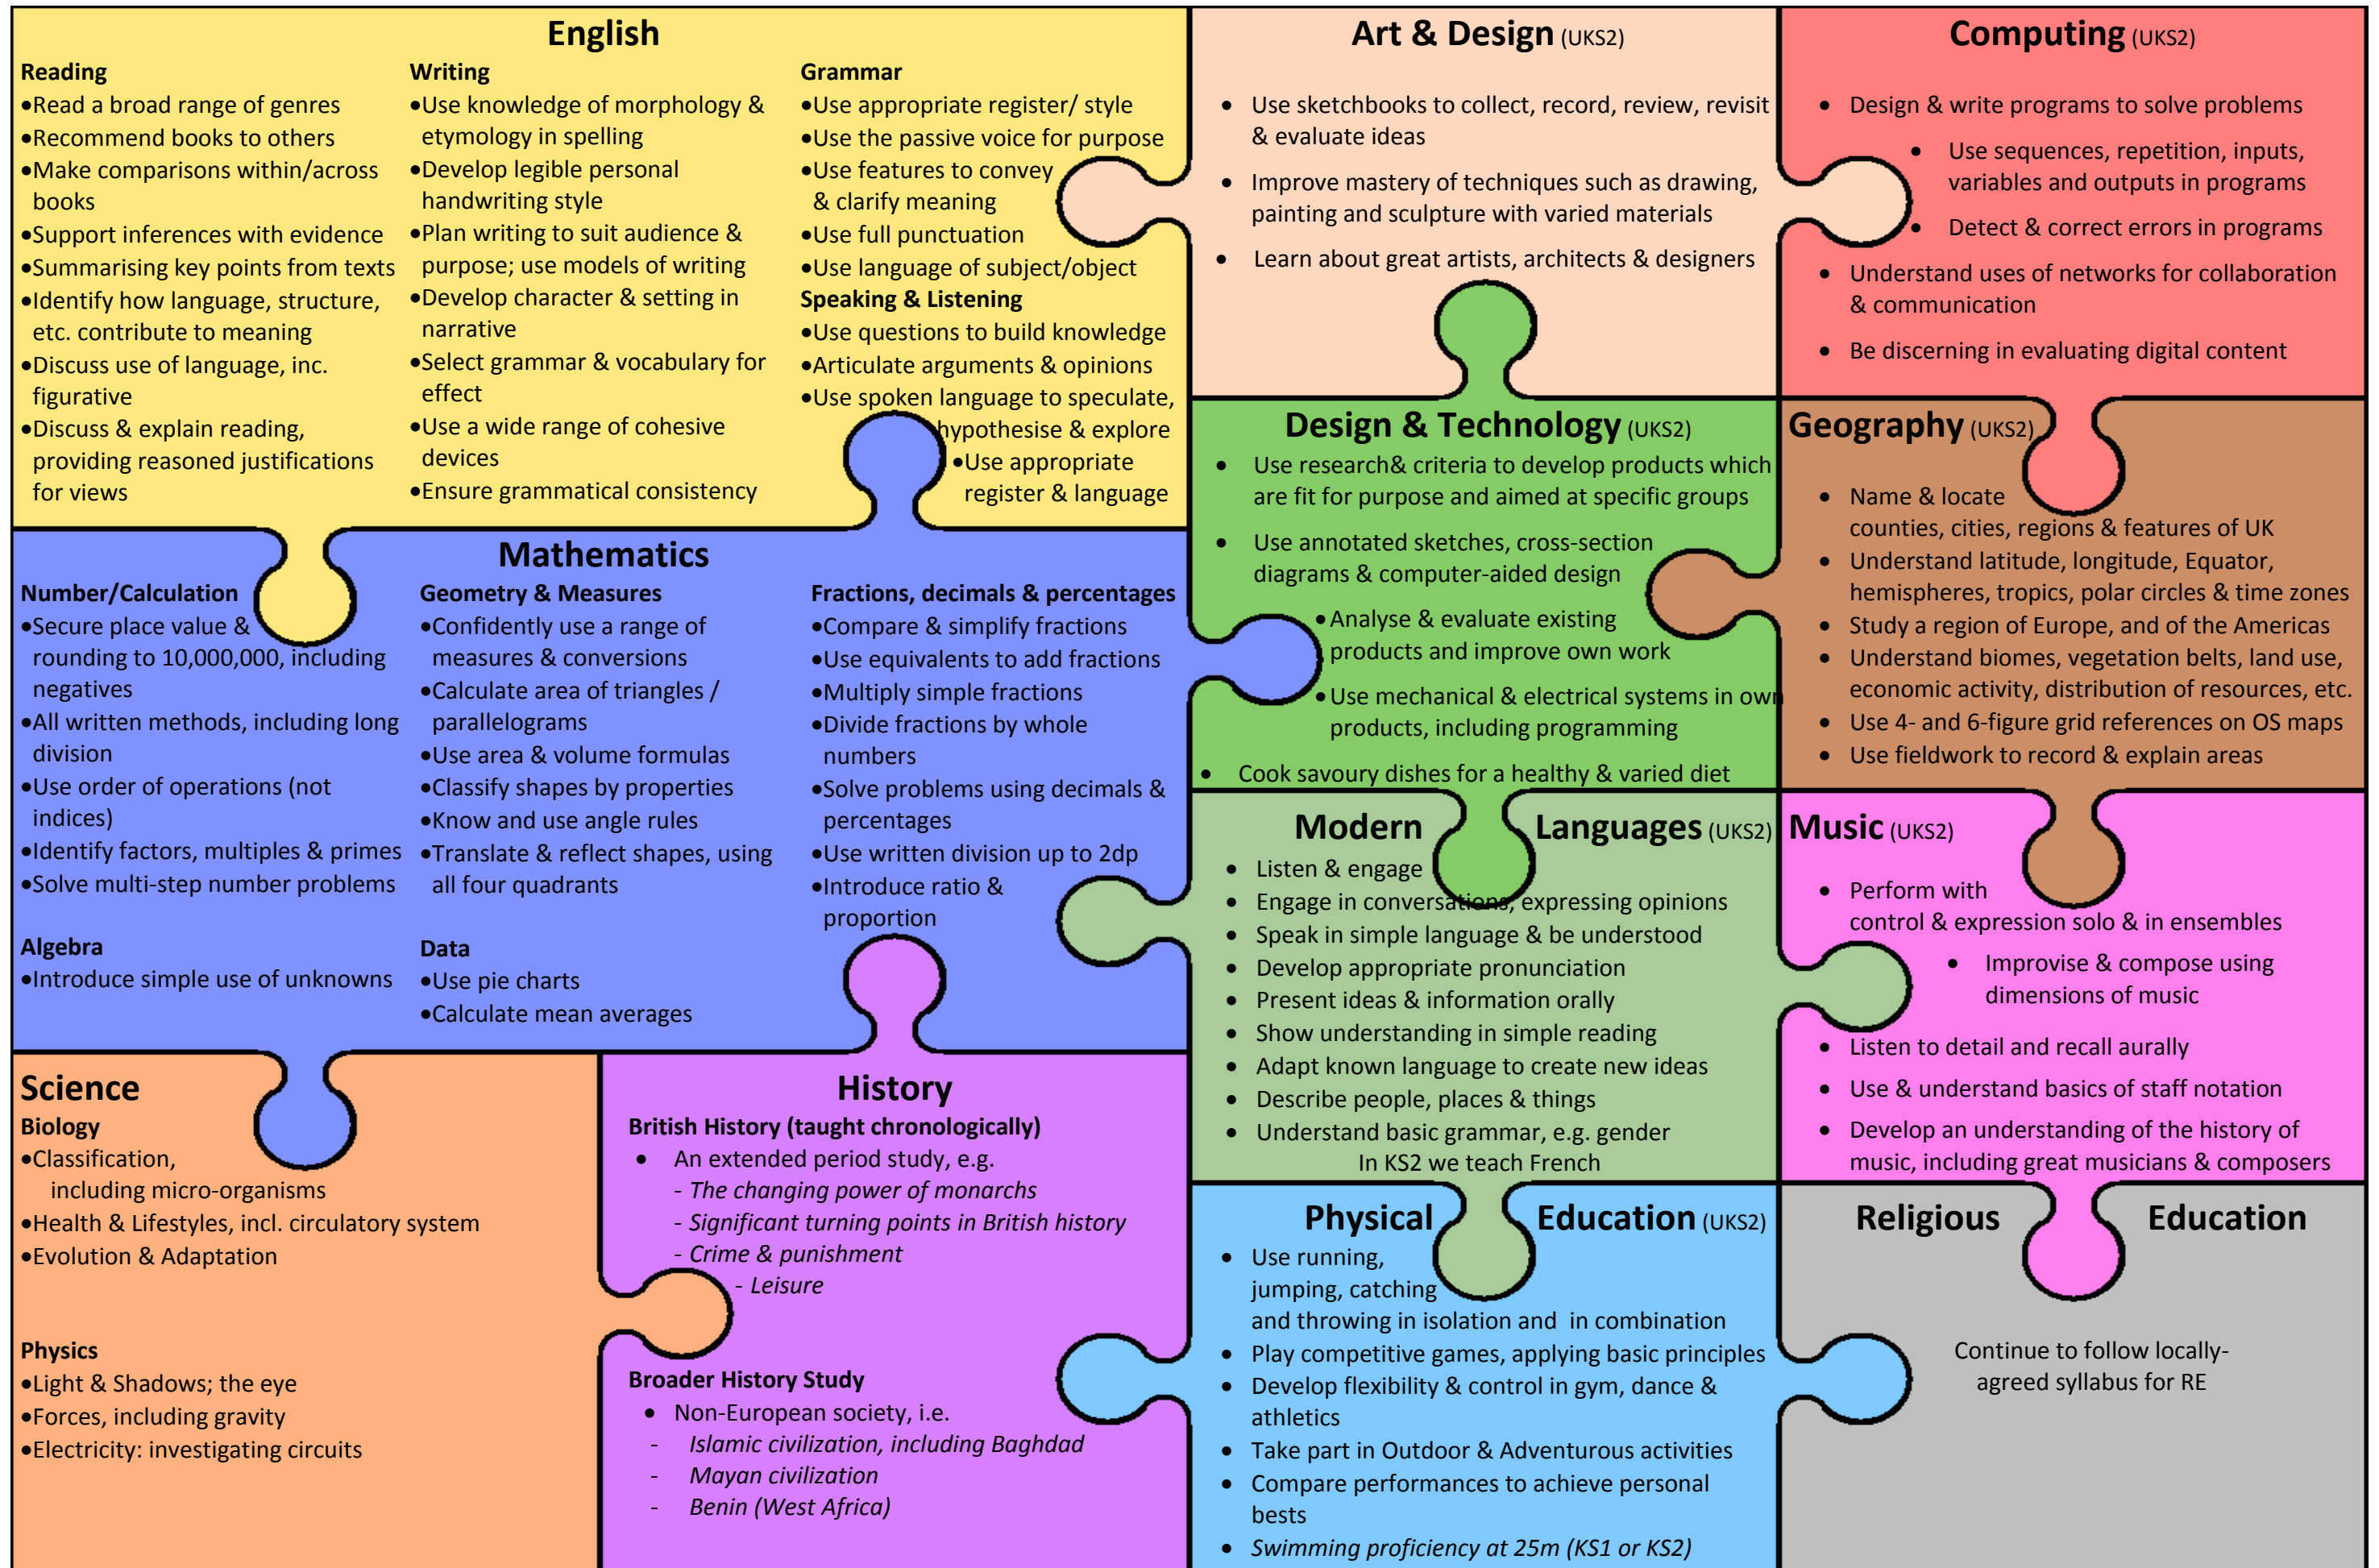 English
Reading
•Read a broad range of genres
•Recommend books to others
•Make comparisons within/across
books
•Support inferences with evidence
•Summarising key points from texts
•Identify how language, structure,
etc. contribute to meaning
•Discuss use of language, inc.
figurative
•Discuss & explain reading,
providing reasoned justifications
for views
Writing
•Use knowledge of morphology &
etymology in spelling
•Develop legible personal
handwriting style
•Plan writing to suit audience &
purpose; use models of writing
•Develop character & setting in
narrative
•Select grammar & vocabulary for
effect
•Use a wide range of cohesive
devices
•Ensure grammatical consistency
Grammar
•Use appropriate register/ style
•Use the passive voice for purpose
•Use features to convey
& clarify meaning
•Use full punctuation
•Use language of subject/object
Speaking & Listening
•Use questions to build knowledge
•Articulate arguments & opinions
•Use spoken language to speculate,
hypothesise & explore
•Use appropriate
register & language
Art & Design (UKS2)
• Use sketchbooks to collect, record, review, revisit
& evaluate ideas
• Improve mastery of techniques such as drawing,
painting and sculpture with varied materials
• Learn about great artists, architects & designers
Computing (UKS2)
• Design & write programs to solve problems
• Use sequences, repetition, inputs,
variables and outputs in programs
• Detect & correct errors in programs
• Understand uses of networks for collaboration
& communication
• Be discerning in evaluating digital content
Mathematics
Number/Calculation
•Secure place value &
rounding to 10,000,000, including
negatives
•All written methods, including long
division
•Use order of operations (not
indices)
•Identify factors, multiples & primes
•Solve multi-step number problems
Algebra
•Introduce simple use of unknowns
Geometry & Measures
•Confidently use a range of
measures & conversions
•Calculate area of triangles /
parallelograms
•Use area & volume formulas
•Classify shapes by properties
•Know and use angle rules
•Translate & reflect shapes, using
all four quadrants
Data
•Use pie charts
•Calculate mean averages
Fractions, decimals & percentages
•Compare & simplify fractions
•Use equivalents to add fractions
•Multiply simple fractions
•Divide fractions by whole
numbers
•Solve problems using decimals &
percentages
•Use written division up to 2dp
•Introduce ratio &
proportion
Design & Technology (UKS2)
• Use research& criteria to develop products which
are fit for purpose and aimed at specific groups
• Use annotated sketches, cross-section
diagrams & computer-aided design
• Analyse & evaluate existing
products and improve own work
• Use mechanical & electrical systems in own
products, including programming
• Cook savoury dishes for a healthy & varied diet
Geography (UKS2)
• Name & locate
counties, cities, regions & features of UK
• Understand latitude, longitude, Equator,
hemispheres, tropics, polar circles & time zones
• Study a region of Europe, and of the Americas
• Understand biomes, vegetation belts, land use,
economic activity, distribution of resources, etc.
• Use 4- and 6-figure grid references on OS maps
• Use fieldwork to record & explain areas
Modern Languages (UKS2)
• Listen & engage
• Engage in conversations, expressing opinions
• Speak in simple language & be understood
• Develop appropriate pronunciation
• Present ideas & information orally
• Show understanding in simple reading
• Adapt known language to create new ideas
• Describe people, places & things
• Understand basic grammar, e.g. gender
In KS2 we teach French
Music (UKS2)
• Perform with
control & expression solo & in ensembles
• Improvise & compose using
dimensions of music
• Listen to detail and recall aurally
• Use & understand basics of staff notation
• Develop an understanding of the history of
music, including great musicians & composers
Science
Biology
•Classification,
including micro-organisms
•Health & Lifestyles, incl. circulatory system
•Evolution & Adaptation
Physics
•Light & Shadows; the eye
•Forces, including gravity
•Electricity: investigating circuits
History
British History (taught chronologically)
• An extended period study, e.g.
- The changing power of monarchs
- Significant turning points in British history
- Crime & punishment
- Leisure
Broader History Study
• Non-European society, i.e.
- Islamic civilization, including Baghdad
- Mayan civilization
- Benin (West Africa)
Physical Education (UKS2)
• Use running,
jumping, catching
and throwing in isolation and in combination
• Play competitive games, applying basic principles
• Develop flexibility & control in gym, dance &
athletics
• Take part in Outdoor & Adventurous activities
• Compare performances to achieve personal
bests
• Swimming proficiency at 25m (KS1 or KS2)
Religious Education
Continue to follow locally-
agreed syllabus for RE